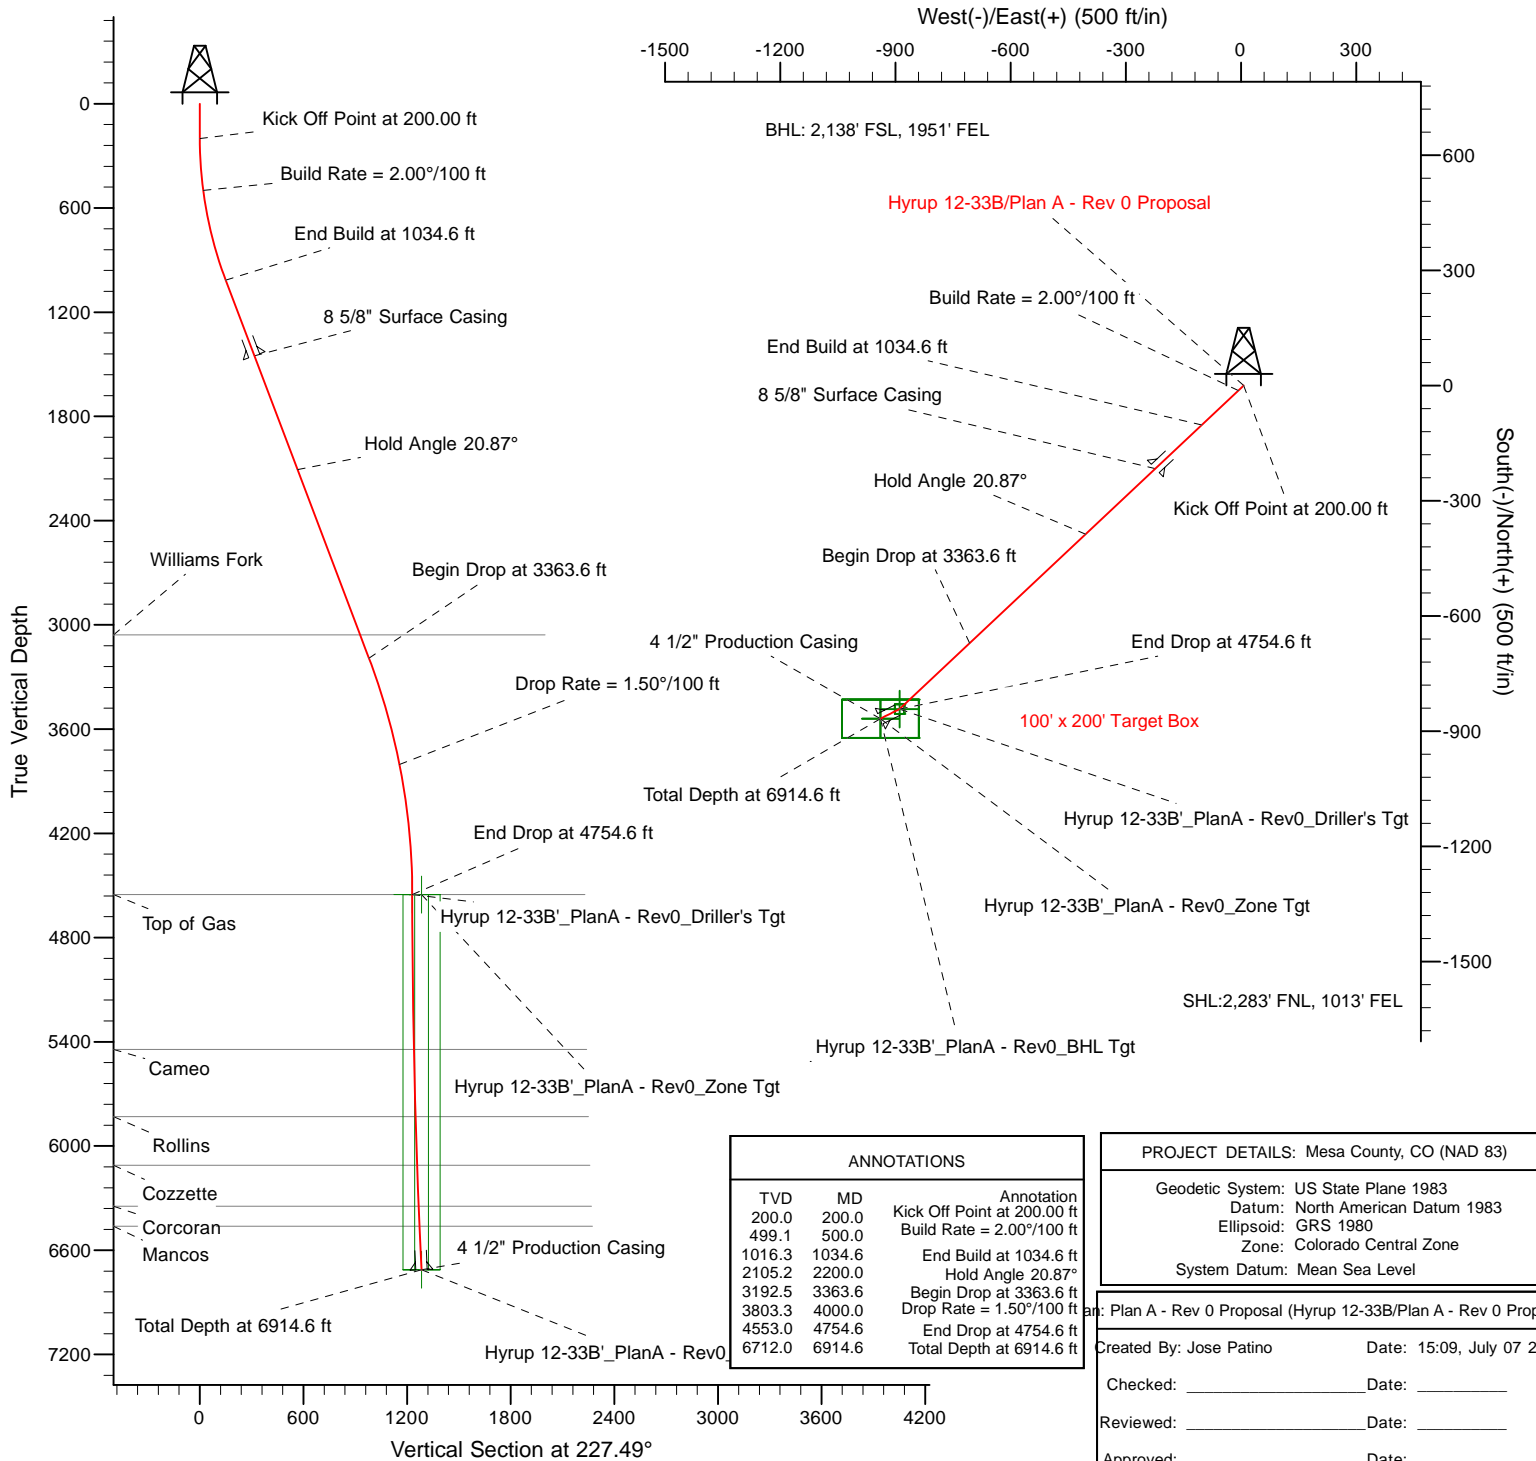 West(-)/East(+) (500 ft/in)
-1500 -1200 -900 -600 -300 0 300
BHL: 2,138' FSL, 1951' FEL
Hyrup 12-33B/Plan A - Rev 0 Proposal
Build Rate = 2.00°/100 ft
End Build at 1034.6 ft
8 5/8" Surface Casing
Hold Angle 20.87°
Kick Off Point at 200.00 ft
Begin Drop at 3363.6 ft
4 1/2" Production Casing
End Drop at 4754.6 ft
100' x 200' Target Box
Total Depth at 6914.6 ft
Hyrup 12-33B'_PlanA - Rev0_Driller's Tgt
Hyrup 12-33B'_PlanA - Rev0_Zone Tgt
SHL:2,283' FNL, 1013' FEL
Hyrup 12-33B'_PlanA - Rev0_BHL Tgt
600
300
0
-300
-600
-900
-1200
-1500
South(-)/North(+) (500 ft/in)
True Vertical Depth
0
600
1200
1800
2400
3000
3600
4200
4800
5400
6000
6600
7200
Kick Off Point at 200.00 ft
Build Rate = 2.00°/100 ft
End Build at 1034.6 ft
8 5/8" Surface Casing
Hold Angle 20.87°
Williams Fork
Begin Drop at 3363.6 ft
Drop Rate = 1.50°/100 ft
End Drop at 4754.6 ft
Hyrup 12-33B'_PlanA - Rev0_Driller's Tgt
Top of Gas
Cameo
Hyrup 12-33B'_PlanA - Rev0_Zone Tgt
Rollins
Cozzette
Corcoran
Mancos
4 1/2" Production Casing
Total Depth at 6914.6 ft
Hyrup 12-33B'_PlanA - Rev0_
0 600 1200 1800 2400 3000 3600 4200
Vertical Section at 227.49°
ANNOTATIONS
TVD MD Annotation
200.0 200.0 Kick Off Point at 200.00 ft
499.1 500.0 Build Rate = 2.00°/100 ft
1016.3 1034.6 End Build at 1034.6 ft
2105.2 2200.0 Hold Angle 20.87°
3192.5 3363.6 Begin Drop at 3363.6 ft
3803.3 4000.0 Drop Rate = 1.50°/100 ft
4553.0 4754.6 End Drop at 4754.6 ft
6712.0 6914.6 Total Depth at 6914.6 ft
PROJECT DETAILS: Mesa County, CO (NAD 83)
Geodetic System: US State Plane 1983
Datum: North American Datum 1983
Ellipsoid: GRS 1980
Zone: Colorado Central Zone
System Datum: Mean Sea Level
an: Plan A - Rev 0 Proposal (Hyrup 12-33B/Plan A - Rev 0 Prop
Created By: Jose Patino Date: 15:09, July 07 2
Checked: Date:
Reviewed: Date:
Approved: Date: